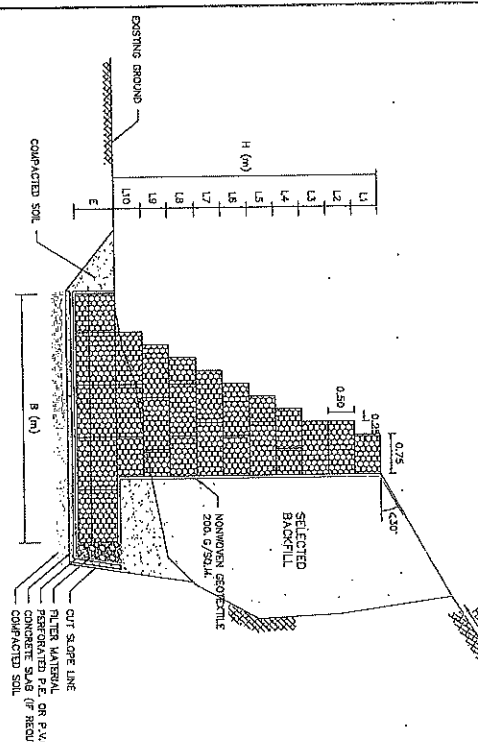 EXISTING GROUND
COMPACTED SOIL
H (m)
L1
L2
L3
L4
L5
L6
L7
L8
L9
L10
E
B (m)
0.50
0.25
0.75
<30°
SELECTED
BACKFILL
NONWOVEN GEOTEXTILE
200. G/SQ.M.
CUT SLOPE LINE
FILTER MATERIAL
PERFORATED P.E. OR P.V.
CONCRETE SLAB (IF REQU
COMPACTED SOIL